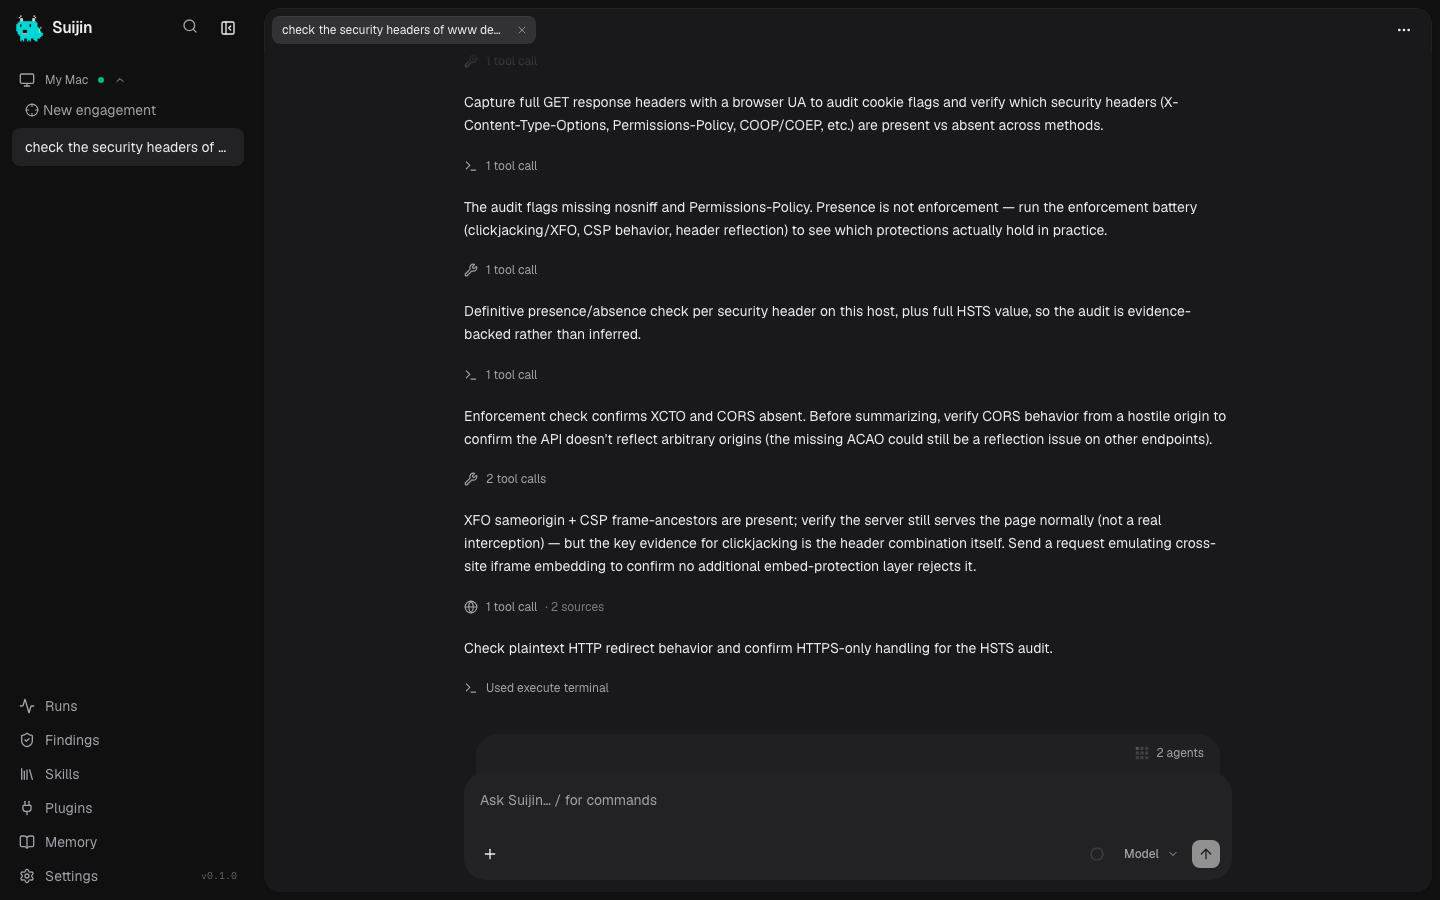 Suijin
My Mac
New engagement
check the security headers of ...
Runs
Findings
Skills
Plugins
Memory
Settings
v0.1.0
check the security headers of www de...
1 tool call
Capture full GET response headers with a browser UA to audit cookie flags and verify which security headers (X-
Content-Type-Options, Permissions-Policy, COOP/COEP, etc.) are present vs absent across methods.
1 tool call
The audit flags missing nosniff and Permissions-Policy. Presence is not enforcement — run the enforcement battery
(clickjacking/XFO, CSP behavior, header reflection) to see which protections actually hold in practice.
1 tool call
Definitive presence/absence check per security header on this host, plus full HSTS value, so the audit is evidence-
backed rather than inferred.
1 tool call
Enforcement check confirms XCTO and CORS absent. Before summarizing, verify CORS behavior from a hostile origin to
confirm the API doesn't reflect arbitrary origins (the missing ACAO could still be a reflection issue on other endpoints).
2 tool calls
XFO sameorigin + CSP frame-ancestors are present; verify the server still serves the page normally (not a real
interception) — but the key evidence for clickjacking is the header combination itself. Send a request emulating cross-
site iframe embedding to confirm no additional embed-protection layer rejects it.
1 tool call · 2 sources
Check plaintext HTTP redirect behavior and confirm HTTPS-only handling for the HSTS audit.
Used execute terminal
2 agents
Ask Suijin... / for commands
Model